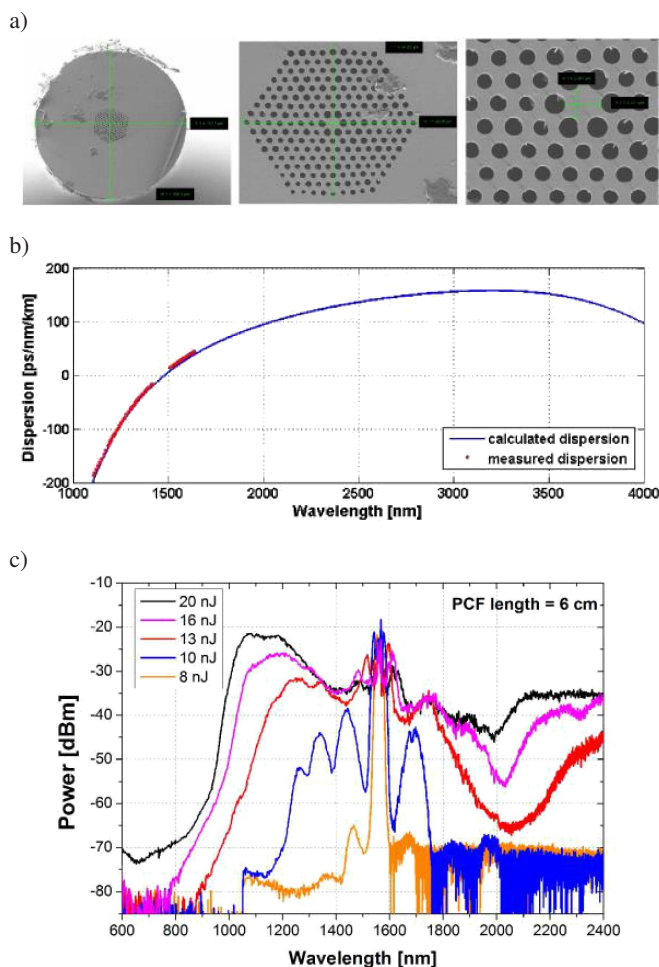 a)
b)
200
100
0
-100
-200
Dispersion [ps/nm/km]
calculated dispersion
measured dispersion
1000 1500 2000 2500 3000 3500 4000
Wavelength [nm]
c)
-10
-20
-30
-40
-50
-60
-70
-80
Power [dBm]
20 nJ
16 nJ
13 nJ
10 nJ
8 nJ
PCF length = 6 cm
600 800 1000 1200 1400 1600 1800 2000 2200 2400
Wavelength [nm]